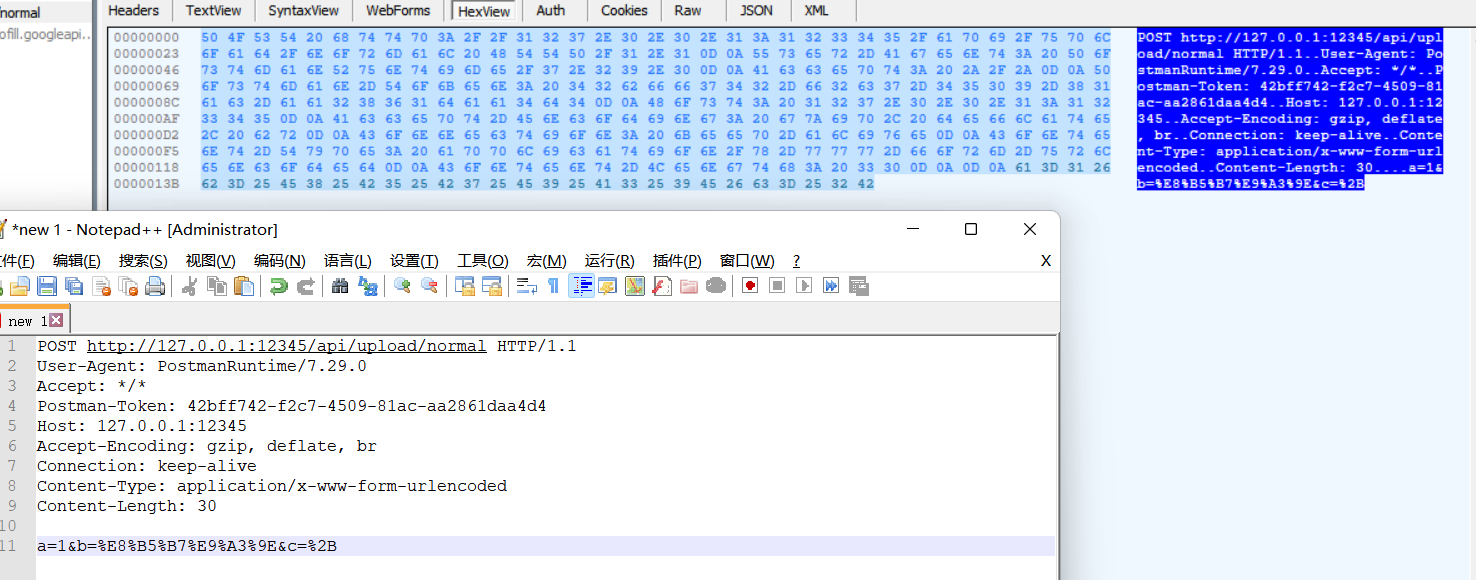 normal
ofill.googleapi..
Headers TextView SyntaxView WebForms HexView Auth Cookies Raw JSON XML
00000000 50 4F 53 54 20 68 74 74 70 3A 2F 2F 31 32 37 2E 30 2E 30 2E 31 3A 31 32 33 34 35 2F 61 70 69 2F 75 70 6C POST http://127.0.0.1:12345/api/upl
00000023 6F 61 64 2F 6E 6F 72 6D 61 6C 20 48 54 54 50 2F 31 2E 31 0D 0A 55 73 65 72 2D 41 67 65 6E 74 3A 20 50 6F oad/normal HTTP/1.1..User-Agent: Po
00000046 73 74 6D 61 6E 52 75 6E 74 69 6D 65 2F 37 2E 32 39 2E 30 0D 0A 41 63 63 65 70 74 3A 20 2A 2F 2A 0D 0A 50 stmanRuntime/7.29.0..Accept: */*..P
00000069 6F 73 74 6D 61 6E 2D 54 6F 6B 65 6E 3A 20 34 32 62 66 66 37 34 32 2D 66 32 63 37 2D 34 35 30 39 2D 38 31 ostman-Token: 42bff742-f2c7-4509-81
0000008C 61 63 2D 61 61 32 38 36 31 64 61 61 34 64 34 0D 0A 48 6F 73 74 3A 20 31 32 37 2E 30 2E 30 2E 31 3A 31 32 ac-aa2861daa4d4..Host: 127.0.0.1:12
000000AF 33 34 35 0D 0A 41 63 63 65 70 74 2D 45 6E 63 6F 64 69 6E 67 3A 20 67 7A 69 70 2C 20 64 65 66 6C 61 74 65 345..Accept-Encoding: gzip, deflate
000000D2 2C 20 62 72 0D 0A 43 6F 6E 6E 65 63 74 69 6F 6E 3A 20 6B 65 65 70 2D 61 6C 69 76 65 0D 0A 43 6F 6E 74 65 , br..Connection: keep-alive..Conte
000000F5 6E 74 2D 54 79 70 65 3A 20 61 70 70 6C 69 63 61 74 69 6F 6E 2F 78 2D 77 77 77 2D 66 6F 72 6D 2D 75 72 6C nt-Type: application/x-www-form-url
00000118 65 6E 63 6F 64 65 64 0D 0A 43 6F 6E 74 65 6E 74 2D 4C 65 6E 67 74 68 3A 20 33 30 0D 0A 0D 0A 61 3D 31 26 encoded..Content-Length: 30....a=1&
0000013B 62 3D 25 45 38 25 42 35 25 42 37 25 45 39 25 41 33 25 39 45 26 63 3D 25 32 42 b=%E8%B5%B7%E9%A3%9E&c=%2B
*new 1 - Notepad++ [Administrator]
件(F) 编辑(E) 搜索(S) 视图(V) 编码(N) 语言(L) 设置(T) 工具(O) 宏(M) 运行(R) 插件(P) 窗口(W) ? X
new 1
1 POST http://127.0.0.1:12345/api/upload/normal HTTP/1.1
2 User-Agent: PostmanRuntime/7.29.0
3 Accept: */*
4 Postman-Token: 42bff742-f2c7-4509-81ac-aa2861daa4d4
5 Host: 127.0.0.1:12345
6 Accept-Encoding: gzip, deflate, br
7 Connection: keep-alive
8 Content-Type: application/x-www-form-urlencoded
9 Content-Length: 30
10
11 a=1&b=%E8%B5%B7%E9%A3%9E&c=%2B